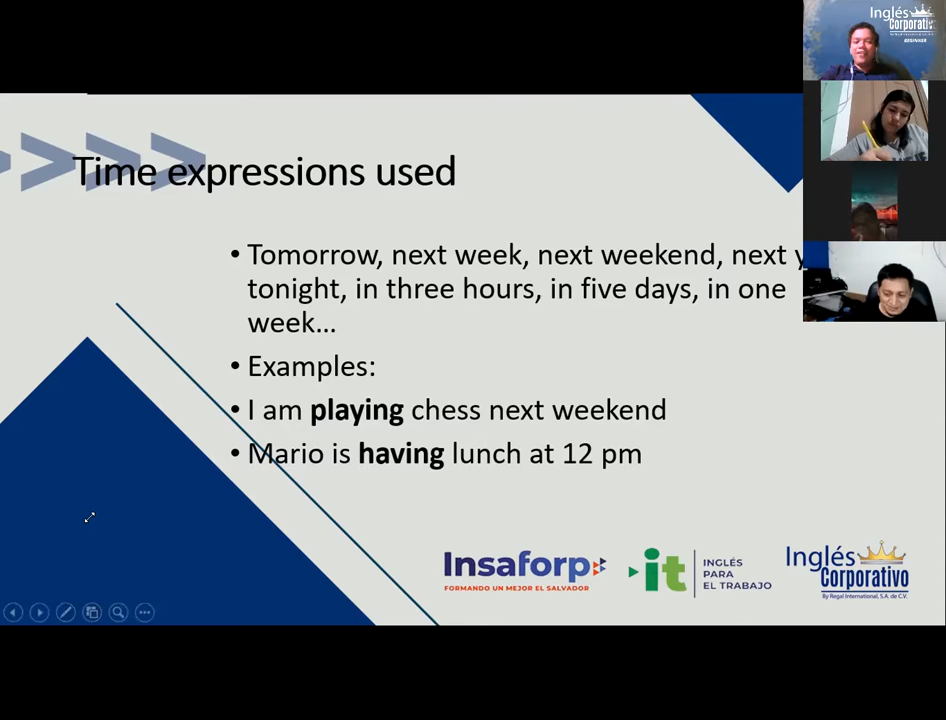 Inglés
Corporativo
BEGINNER
Time expressions used
• Tomorrow, next week, next weekend, next
tonight, in three hours, in five days, in one
week…
• Examples:
• I am playing chess next weekend
• Mario is having lunch at 12 pm
Insaforp
FORMANDO UN MEJOR EL SALVADOR
it
INGLÉS
PARA
EL TRABAJO
Inglés
Corporativo
By Regal International, S.A. de C.V.